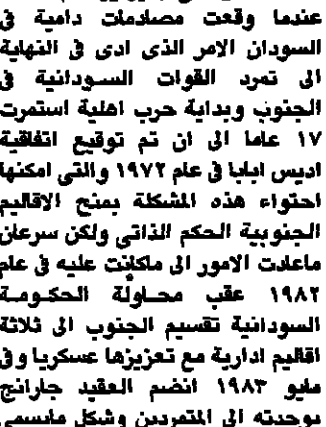 عندما وقعت مصادمات دامية فى
السودان الامر الذى ادى فى النهاية
الى تمرد القوات السودانية فى
الجنوب وبداية حرب اهلية استمرت
١٧ عاما الى ان تم توقيع اتفاقية
اديس ابابا فى عام ١٩٧٢ والتى امكنها
احتواء هذه المشكلة بمنح الاقاليم
الجنوبية الحكم الذاتى ولكن سرعان
ماعادت الامور الى ماكانت عليه فى عام
١٩٨٢ عقب محاولة الحكومة
السودانية تقسيم الجنوب الى ثلاثة
اقاليم ادارية مع تعزيزها عسكريا وفى
مايو ١٩٨٣ انضم العقيد جارانج
بوحدته الى المتمردين وشكل مايسمى